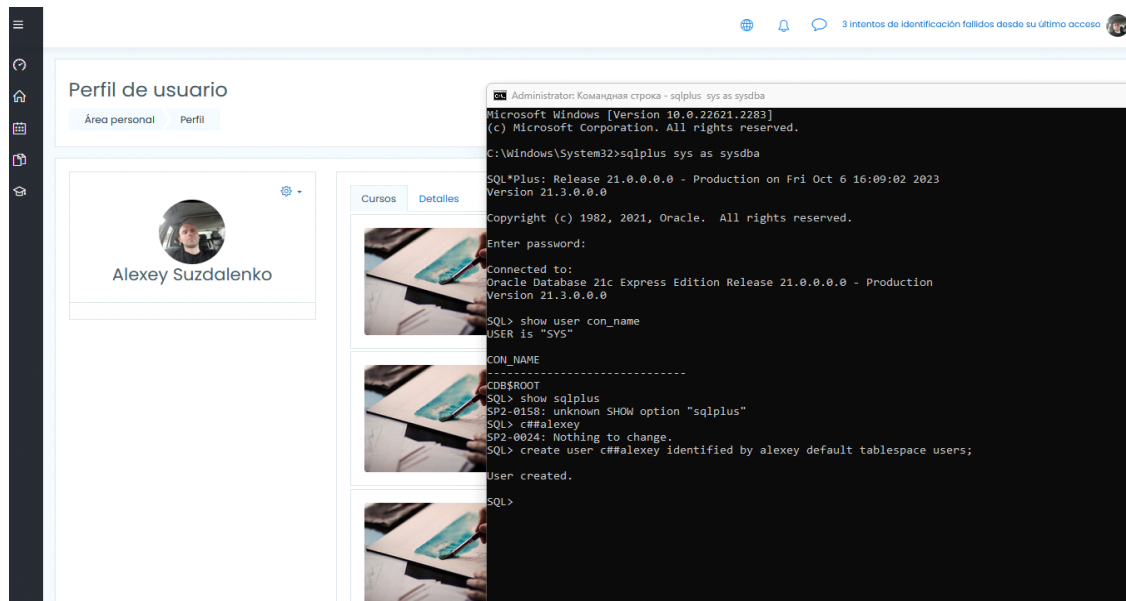 3 intentos de identificación fallidos desde su último acceso
Perfil de usuario
Área personal Perfil
Alexey Suzdalenko
Cursos Detalles
Administrator: Командная строка - sqlplus sys as sysdba
Microsoft Windows [Version 10.0.22621.2283]
(c) Microsoft Corporation. All rights reserved.
C:\Windows\System32>sqlplus sys as sysdba
SQL*Plus: Release 21.0.0.0.0 - Production on Fri Oct 6 16:09:02 2023
Version 21.3.0.0.0
Copyright (c) 1982, 2021, Oracle.  All rights reserved.
Enter password:
Connected to:
Oracle Database 21c Express Edition Release 21.0.0.0.0 - Production
Version 21.3.0.0.0
SQL> show user con_name
USER is "SYS"
CON_NAME
------------------------------
CDB$ROOT
SQL> show sqlplus
SP2-0158: unknown SHOW option "sqlplus"
SQL> c##alexey
SP2-0024: Nothing to change.
SQL> create user c##alexey identified by alexey default tablespace users;
User created.
SQL>